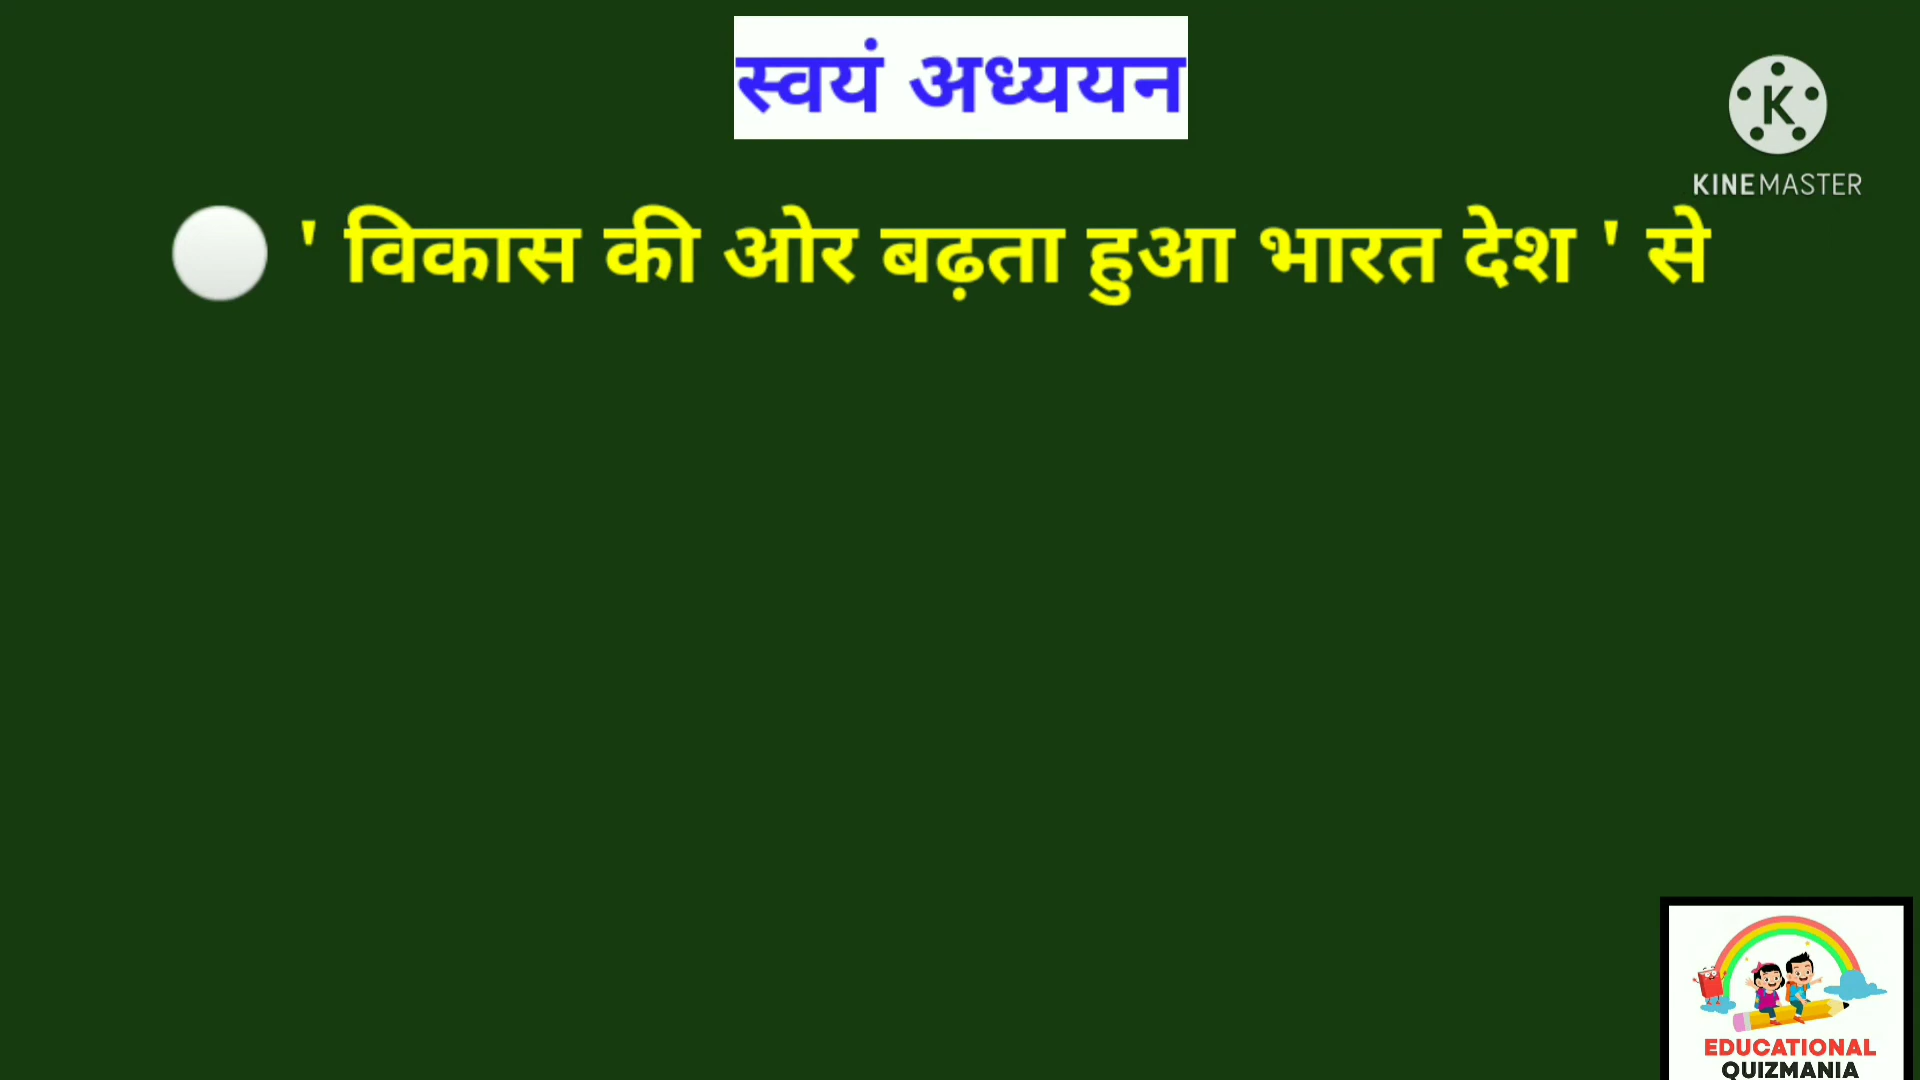 स्वयं अध्ययन
KINEMASTER
' विकास की ओर बढ़ता हुआ भारत देश ' से
EDUCATIONAL
QUIZMANIA